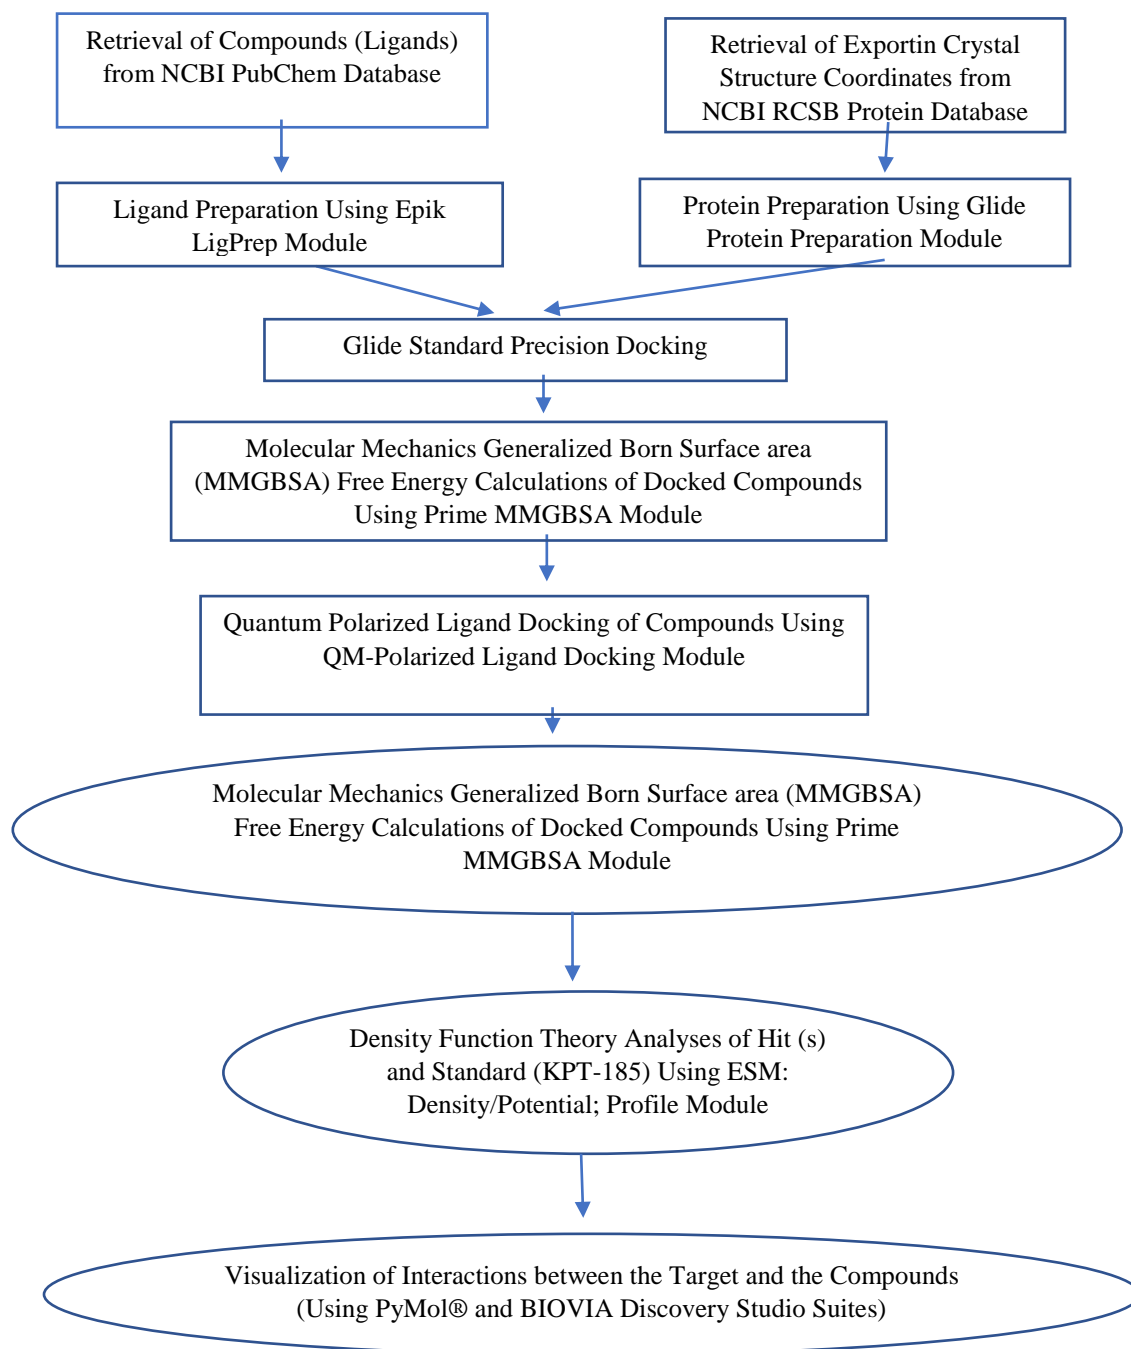 Retrieval of Compounds (Ligands)
from NCBI PubChem Database
Retrieval of Exportin Crystal
Structure Coordinates from
NCBI RCSB Protein Database
Ligand Preparation Using Epik
LigPrep Module
Protein Preparation Using Glide
Protein Preparation Module
Glide Standard Precision Docking
Molecular Mechanics Generalized Born Surface area
(MMGBSA) Free Energy Calculations of Docked Compounds
Using Prime MMGBSA Module
Quantum Polarized Ligand Docking of Compounds Using
QM-Polarized Ligand Docking Module
Molecular Mechanics Generalized Born Surface area (MMGBSA)
Free Energy Calculations of Docked Compounds Using Prime
MMGBSA Module
Density Function Theory Analyses of Hit (s)
and Standard (KPT-185) Using ESM:
Density/Potential; Profile Module
Visualization of Interactions between the Target and the Compounds
(Using PyMol® and BIOVIA Discovery Studio Suites)